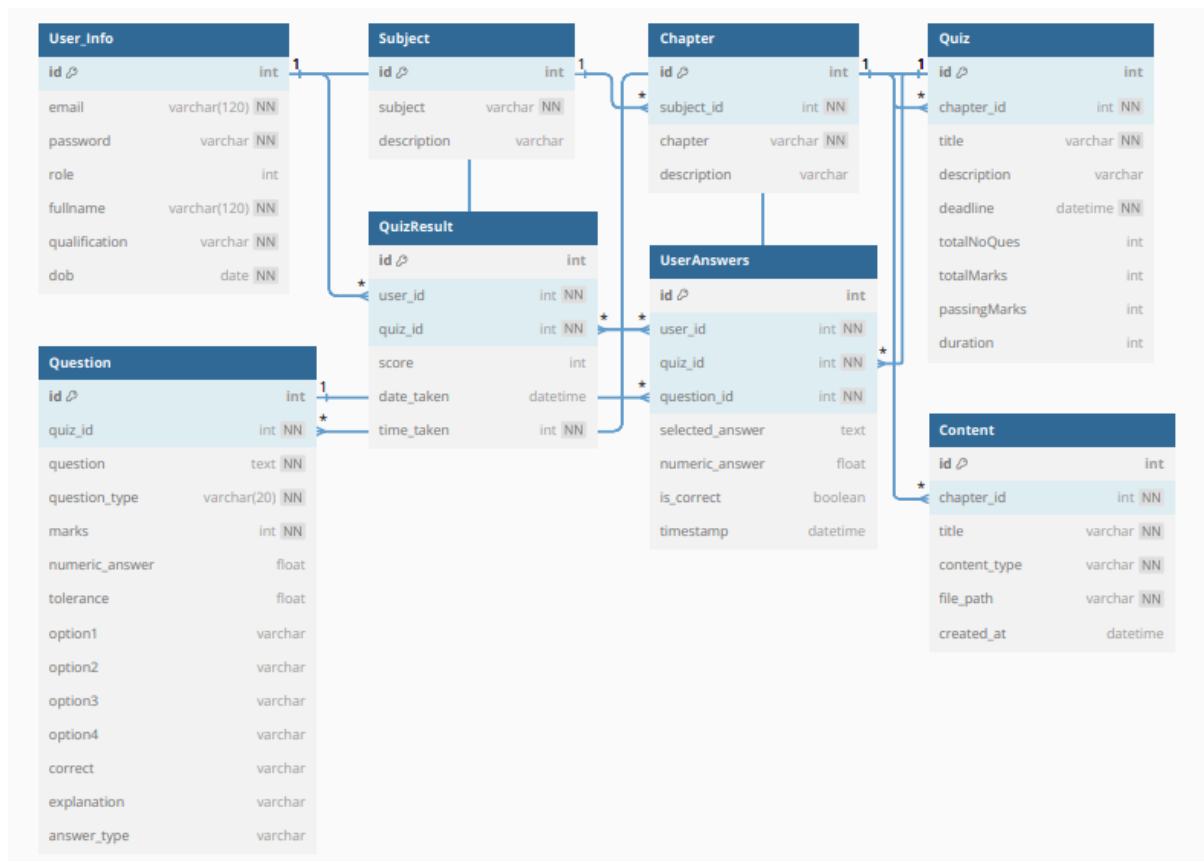 User_Info
id int
email varchar(120) NN
password varchar NN
role int
fullname varchar(120) NN
qualification varchar NN
dob date NN
Subject
id int
subject varchar NN
description varchar
Chapter
id int
subject_id int NN
chapter varchar NN
description varchar
Quiz
id int
chapter_id int NN
title varchar NN
description varchar
deadline datetime NN
totalNoQues int
totalMarks int
passingMarks int
duration int
QuizResult
id int
user_id int NN
quiz_id int NN
score int
date_taken datetime
time_taken int NN
UserAnswers
id int
user_id int NN
quiz_id int NN
question_id int NN
selected_answer text
numeric_answer float
is_correct boolean
timestamp datetime
Question
id int
quiz_id int NN
question text NN
question_type varchar(20) NN
marks int NN
numeric_answer float
tolerance float
option1 varchar
option2 varchar
option3 varchar
option4 varchar
correct varchar
explanation varchar
answer_type varchar
Content
id int
chapter_id int NN
title varchar NN
content_type varchar NN
file_path varchar NN
created_at datetime
1
1
1
1
*
*
*
*
*
*
*
1
*
*